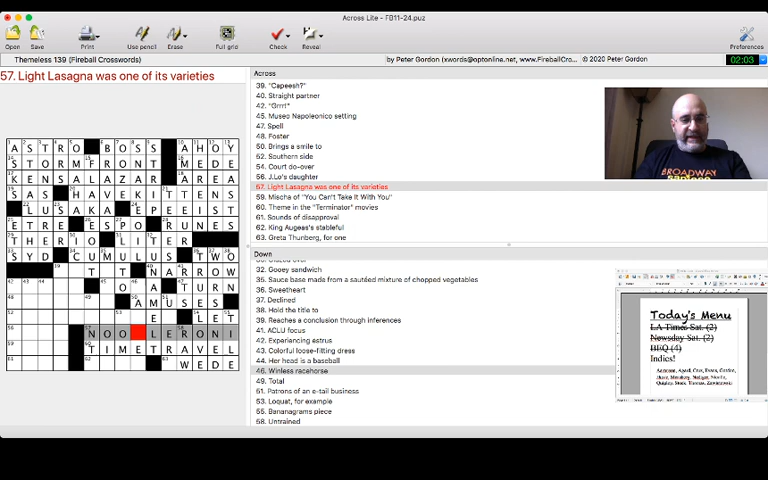 Across Lite - FB11-24.puz
Open Save Print Use pencil Erase Full grid Check Reveal Preferences
Themeless 139 (Fireball Crosswords) by Peter Gordon (xwords@optonline.net, www.FireballCro... © 2020 Peter Gordon 02:03
57. Light Lasagna was one of its varieties
Across
39. "Capeesh?"
40. Straight partner
42. "Grrr!"
45. Museo Napoleonico setting
47. Spell
48. Foster
50. Brings a smile to
52. Southern side
54. Court do-over
56. J.Lo's daughter
57. Light Lasagna was one of its varieties
59. Mischa of "You Can't Take It With You"
60. Theme in the "Terminator" movies
61. Sounds of disapproval
62. King Augeas's stableful
63. Greta Thunberg, for one
BROADWAY
Down
32. Gooey sandwich
35. Sauce base made from a sautéed mixture of chopped vegetables
36. Sweetheart
37. Declined
38. Hold the title to
39. Reaches a conclusion through inferences
41. ACLU focus
42. Experiencing estrus
43. Colorful loose-fitting dress
44. Her head is a baseball
46. Winless racehorse
49. Total
51. Patrons of an e-tail business
53. Loquat, for example
55. Bananagrams piece
58. Untrained
ASTRO BOSS AHOY
STORMFRONT MEDE
KENSALAZAR AREA
SAS HAVEKITTENS
LUSAKA EPEEIST
ETRE ESPO RUNES
THERIO LITER
SYD CUMULUS TWO
T T NARROW
A TURN
AMUSES
E LET
NOO LERONI
TIMETRAVEL
WEDE
Today's Menu
LA Times Sat. (2)
Newsday Sat. (2)
BEQ (4)
Indies!